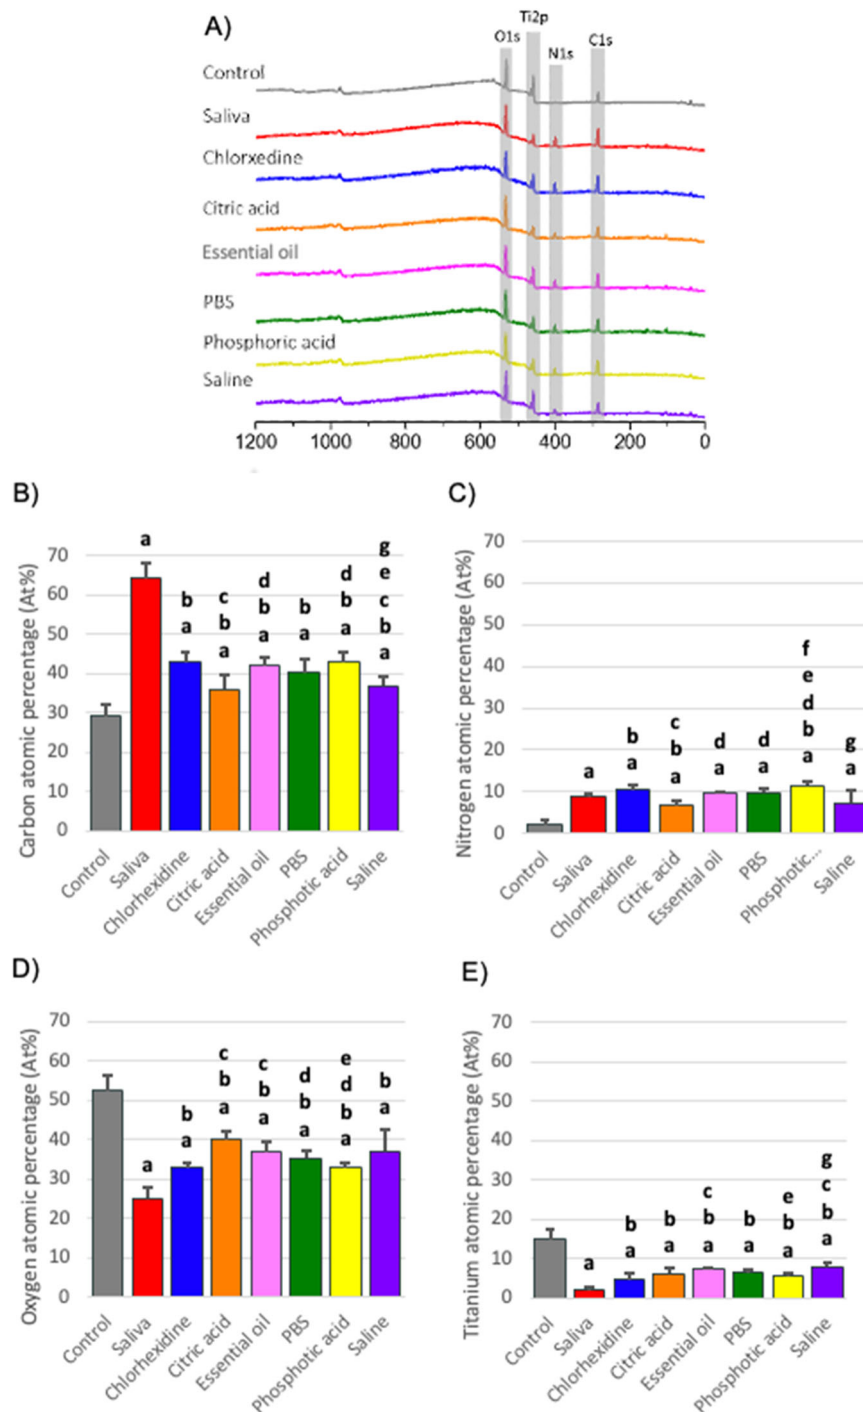 A)
Ti2p
O1s
N1s
C1s
Control
Saliva
Chlorxedine
Citric acid
Essential oil
PBS
Phosphoric acid
Saline
1200 1000 800 600 400 200 0
B)
Carbon atomic percentage (At%)
70
60
50
40
30
20
10
0
a
b
a
c
b
a
d
b
a
b
a
d
b
a
g
e
c
b
a
Control
Saliva
Chlorhexidine
Citric acid
Essential oil
PBS
Phosphotic acid
Saline
C)
Nitrogen atomic percentage (At%)
70
60
50
40
30
20
10
0
a
b
a
c
b
a
d
a
d
a
f
e
d
b
a
g
a
Control
Saliva
Chlorhexidine
Citric acid
Essential oil
PBS
Phosphotic...
Saline
D)
Oxygen atomic percentage (At%)
70
60
50
40
30
20
10
0
a
b
a
c
b
a
c
b
a
d
b
a
e
d
b
a
b
a
Control
Saliva
Chlorhexidine
Citric acid
Essential oil
PBS
Phosphotic acid
Saline
E)
Titanium atomic percentage (At%)
70
60
50
40
30
20
10
0
a
b
a
b
a
c
b
a
b
a
e
b
a
g
c
b
a
Control
Saliva
Chlorhexidine
Citric acid
Essential oil
PBS
Phosphotic acid
Saline